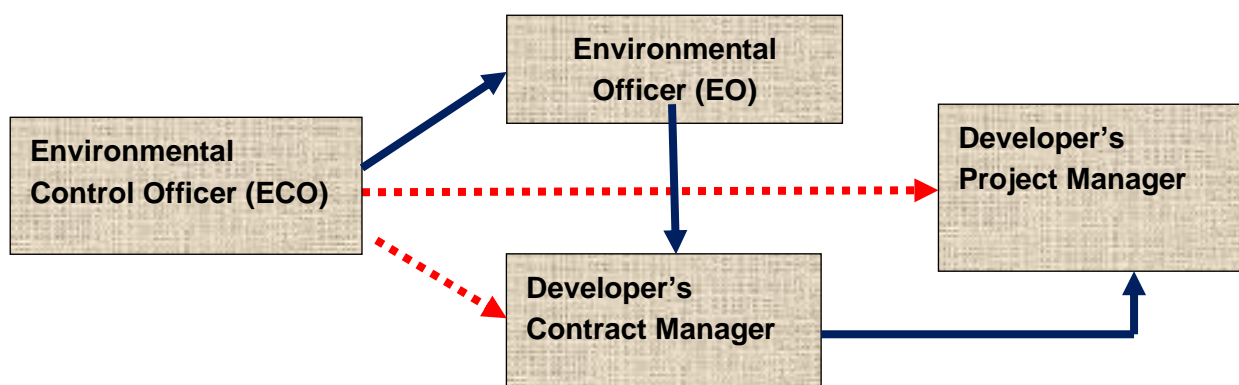 Environmental
Officer (EO)
Environmental
Control Officer (ECO)
Developer’s
Project Manager
Developer’s
Contract Manager